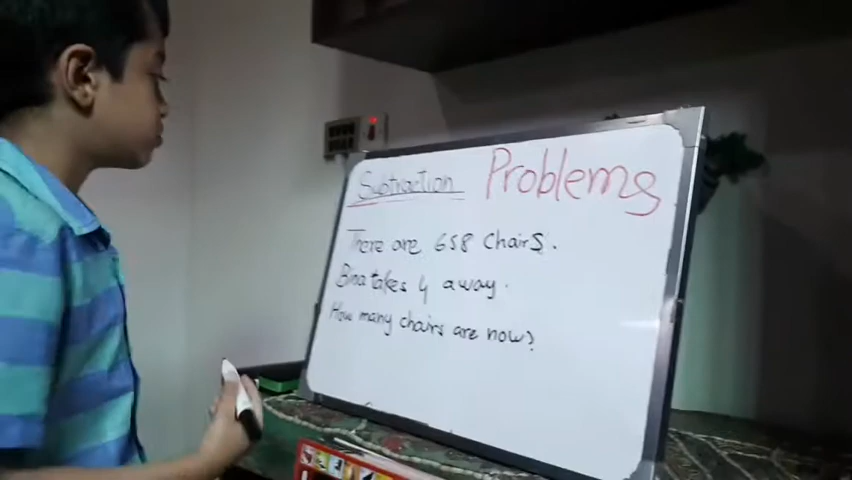 Subtraction Problems
There are 658 chairs.
Bina takes 4 away.
How many chairs are now?